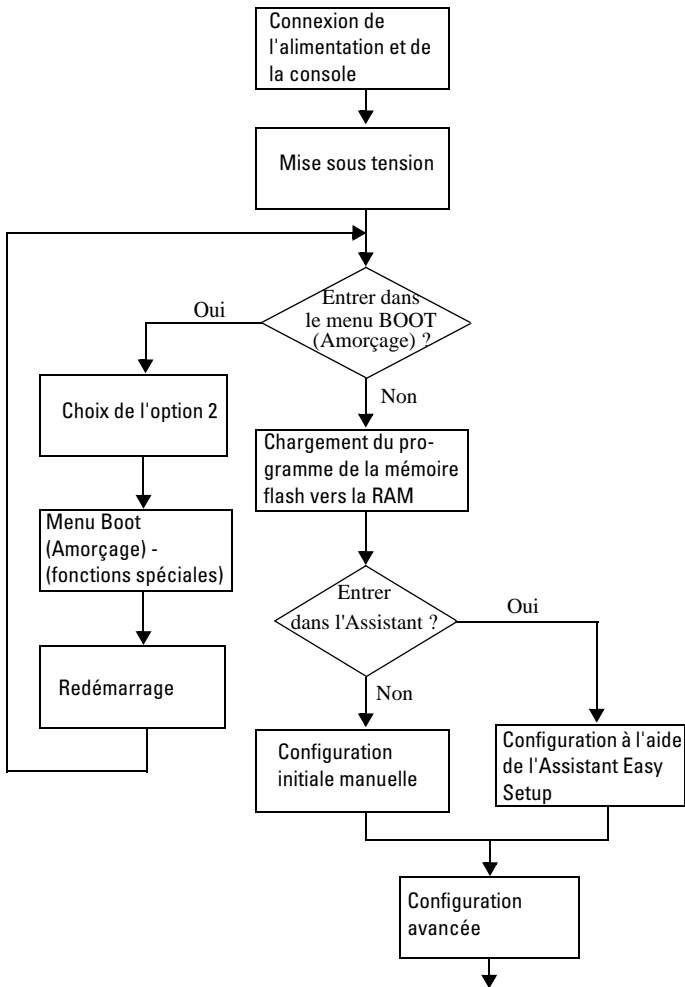 Connexion de
l'alimentation et de
la console
Mise sous tension
Entrer dans
le menu BOOT
(Amorçage) ?
Oui
Non
Choix de l'option 2
Chargement du pro-
gramme de la mémoire
flash vers la RAM
Menu Boot
(Amorçage) -
(fonctions spéciales)
Entrer
dans l'Assistant ?
Oui
Non
Redémarrage
Configuration
initiale manuelle
Configuration à l'aide
de l'Assistant Easy
Setup
Configuration
avancée